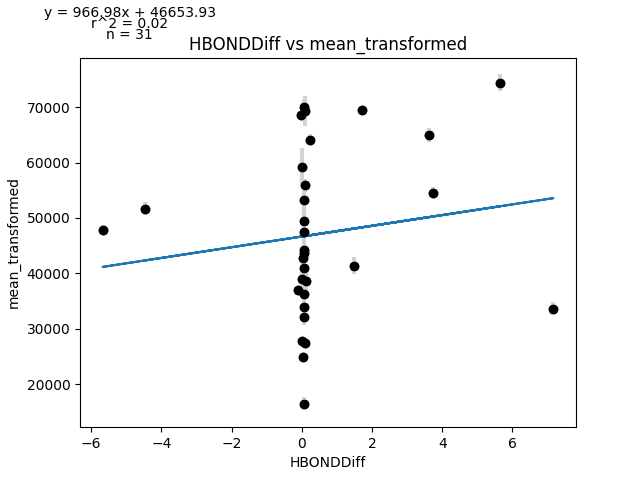 y = 966.98x + 46653.93
r^2 = 0.02
n = 31
HBONDDiff vs mean_transformed
mean_transformed
70000
60000
50000
40000
30000
20000
−6 −4 −2 0 2 4 6
HBONDDiff